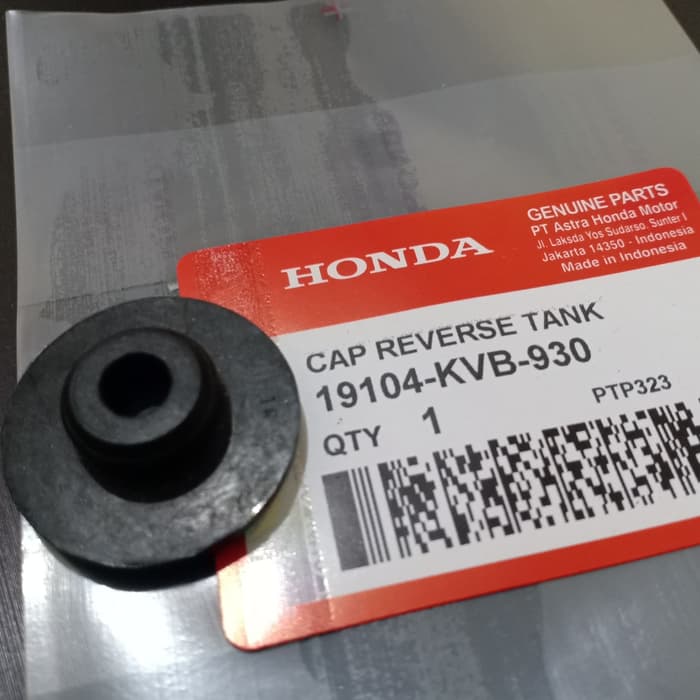 HONDA
GENUINE PARTS
PT Astra Honda Motor
Jl. Laksda Yos Sudarso. Sunter I
Jakarta 14350 - Indonesia
Made in Indonesia
CAP REVERSE TANK
19104-KVB-930
PTP323
QTY 1